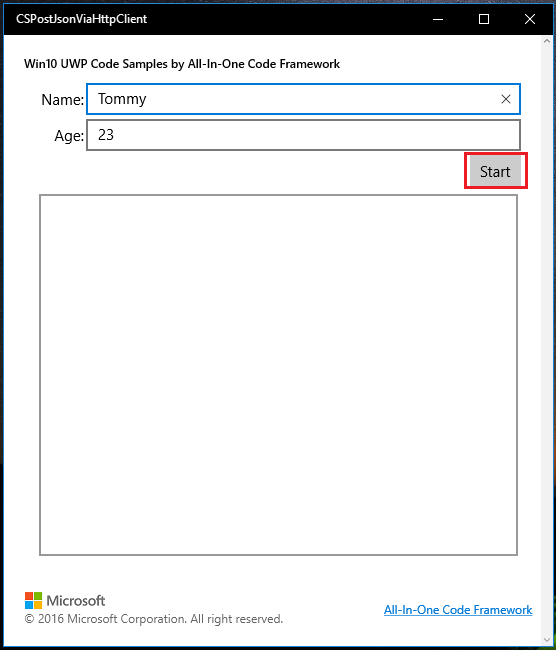 CSPostJsonViaHttpClient
Win10 UWP Code Samples by All-In-One Code Framework
Name: Tommy
Age: 23
Start
Microsoft
© 2016 Microsoft Corporation. All right reserved.
All-In-One Code Framework